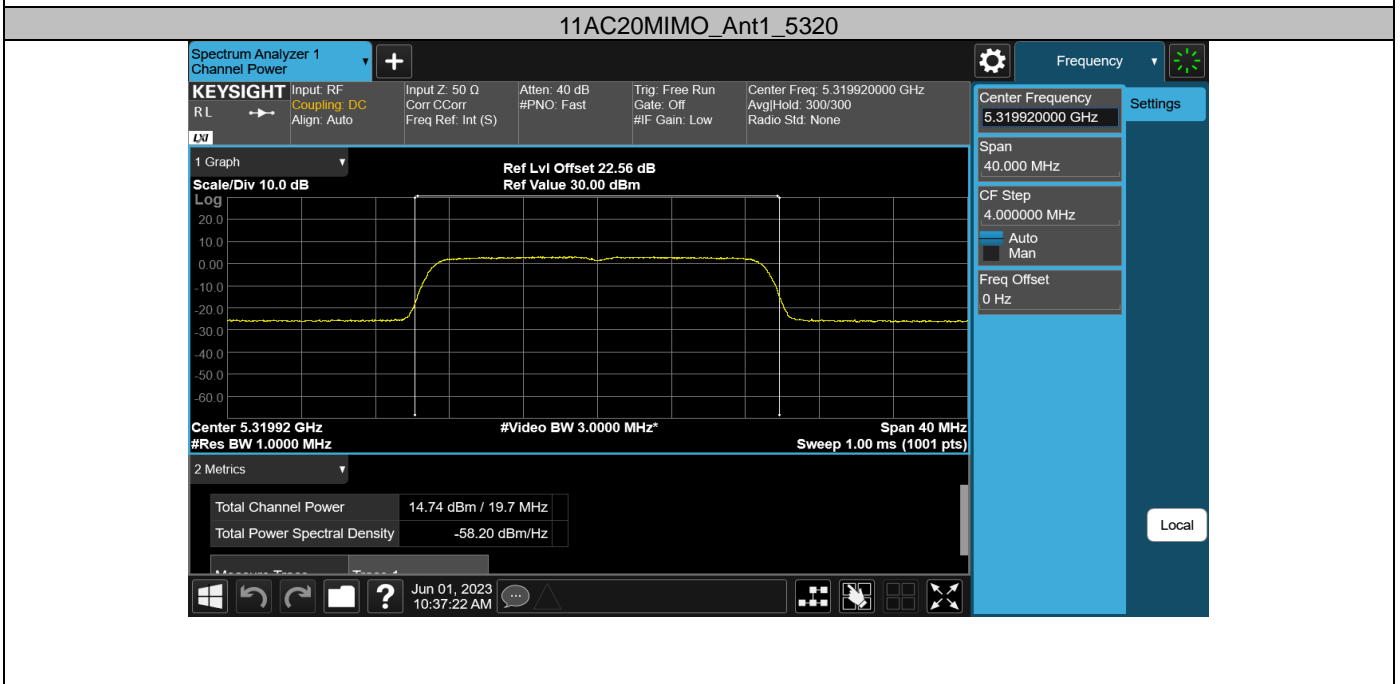 11AC20MIMO_Ant1_5320
Spectrum Analyzer 1
Channel Power
Frequency
KEYSIGHT
RL
LXI
Input: RF
Coupling: DC
Align: Auto
Input Z: 50 Ω
Corr CCorr
Freq Ref: Int (S)
Atten: 40 dB
#PNO: Fast
Trig: Free Run
Gate: Off
#IF Gain: Low
Center Freq: 5.319920000 GHz
Avg|Hold: 300/300
Radio Std: None
Center Frequency
5.319920000 GHz
Settings
Span
40.000 MHz
CF Step
4.000000 MHz
Auto
Man
Freq Offset
0 Hz
Local
1 Graph
Scale/Div 10.0 dB
Ref Lvl Offset 22.56 dB
Ref Value 30.00 dBm
Log
20.0
10.0
0.00
-10.0
-20.0
-30.0
-40.0
-50.0
-60.0
Center 5.31992 GHz
#Video BW 3.0000 MHz*
Span 40 MHz
#Res BW 1.0000 MHz
Sweep 1.00 ms (1001 pts)
2 Metrics
Total Channel Power 14.74 dBm / 19.7 MHz
Total Power Spectral Density -58.20 dBm/Hz
Measure Trace Trace 1
?
Jun 01, 2023
10:37:22 AM